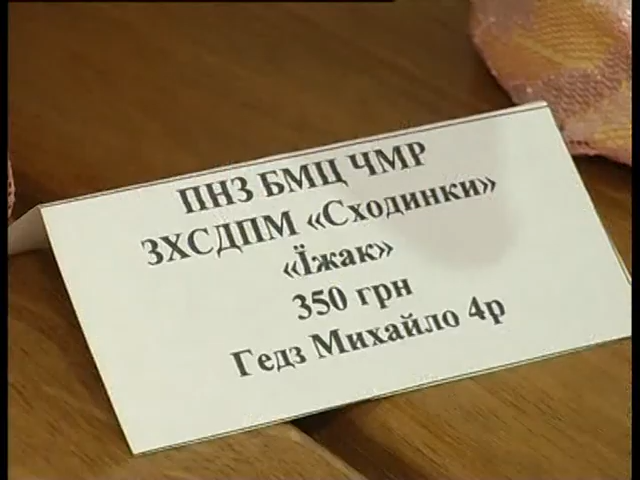 ПНЗ БМЦ ЧМР
ЗХСДПМ «Сходинки»
«Їжак»
350 грн
Гедз Михайло 4р